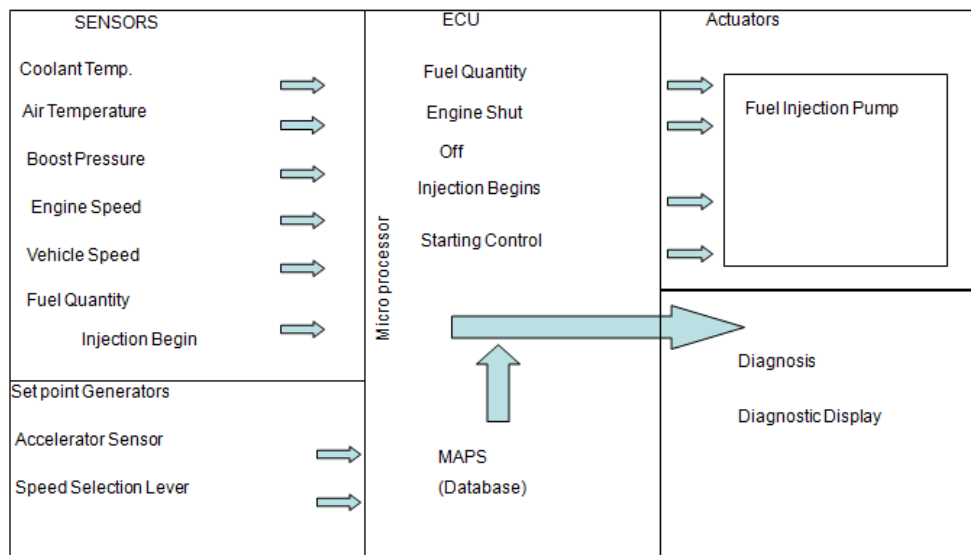 SENSORS
Coolant Temp.
Air Temperature
Boost Pressure
Engine Speed
Vehicle Speed
Fuel Quantity
Injection Begin
Set point Generators
Accelerator Sensor
Speed Selection Lever
ECU
Fuel Quantity
Engine Shut
Off
Injection Begins
Starting Control
Micro processor
MAPS
(Database)
Actuators
Fuel Injection Pump
Diagnosis
Diagnostic Display